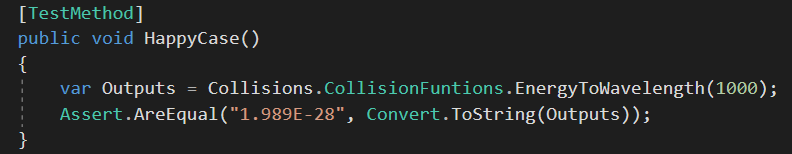 [TestMethod]
public void HappyCase()
{
var Outputs = Collisions.CollisionFuntions.EnergyToWavelength(1000);
Assert.AreEqual("1.989E-28", Convert.ToString(Outputs));
}